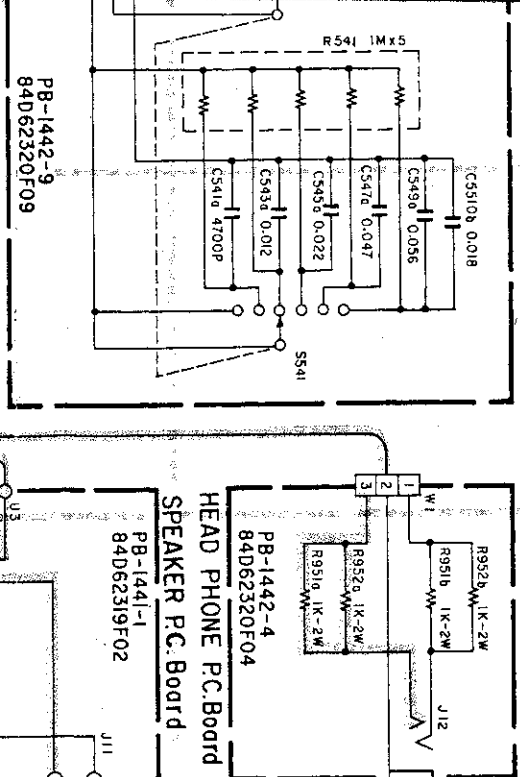 R541 1M×5
PB-1442-9
84D62320F09
C541a 4700P
C543a 0.012
C545a 0.022
C547a 0.047
C549a 0.056
C5510b 0.018
S541
3 2 1
W1
PB-1442-4
84D62320F04
HEAD PHONE P.C.Board
R951a 1K-2W
R952a 1K-2W
R951b 1K-2W
R952b 1K-2W
J12
SPEAKER P.C.Board
PB-1441-1
84D62319F02
J11